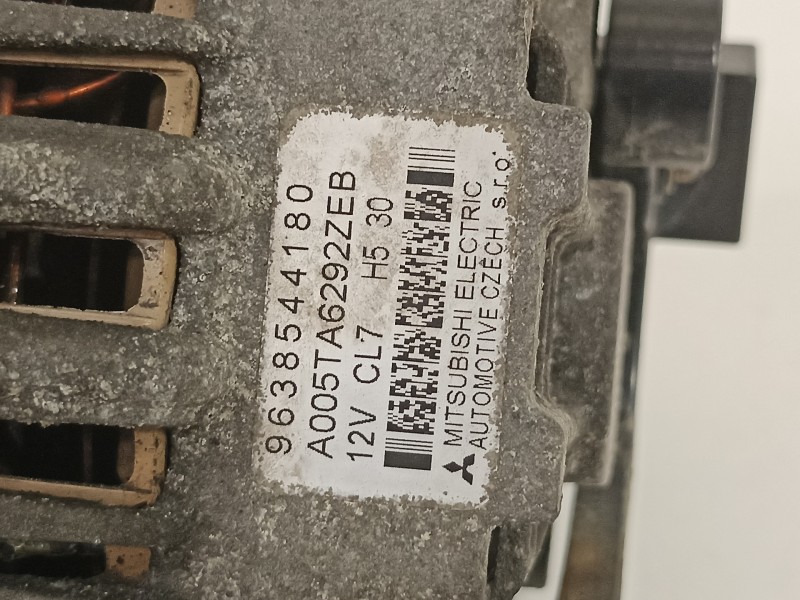 9638544180
A005TA6292ZEB
12V CL7 H5 30
MITSUBISHI ELECTRIC
AUTOMOTIVE CZECH s.r.o.